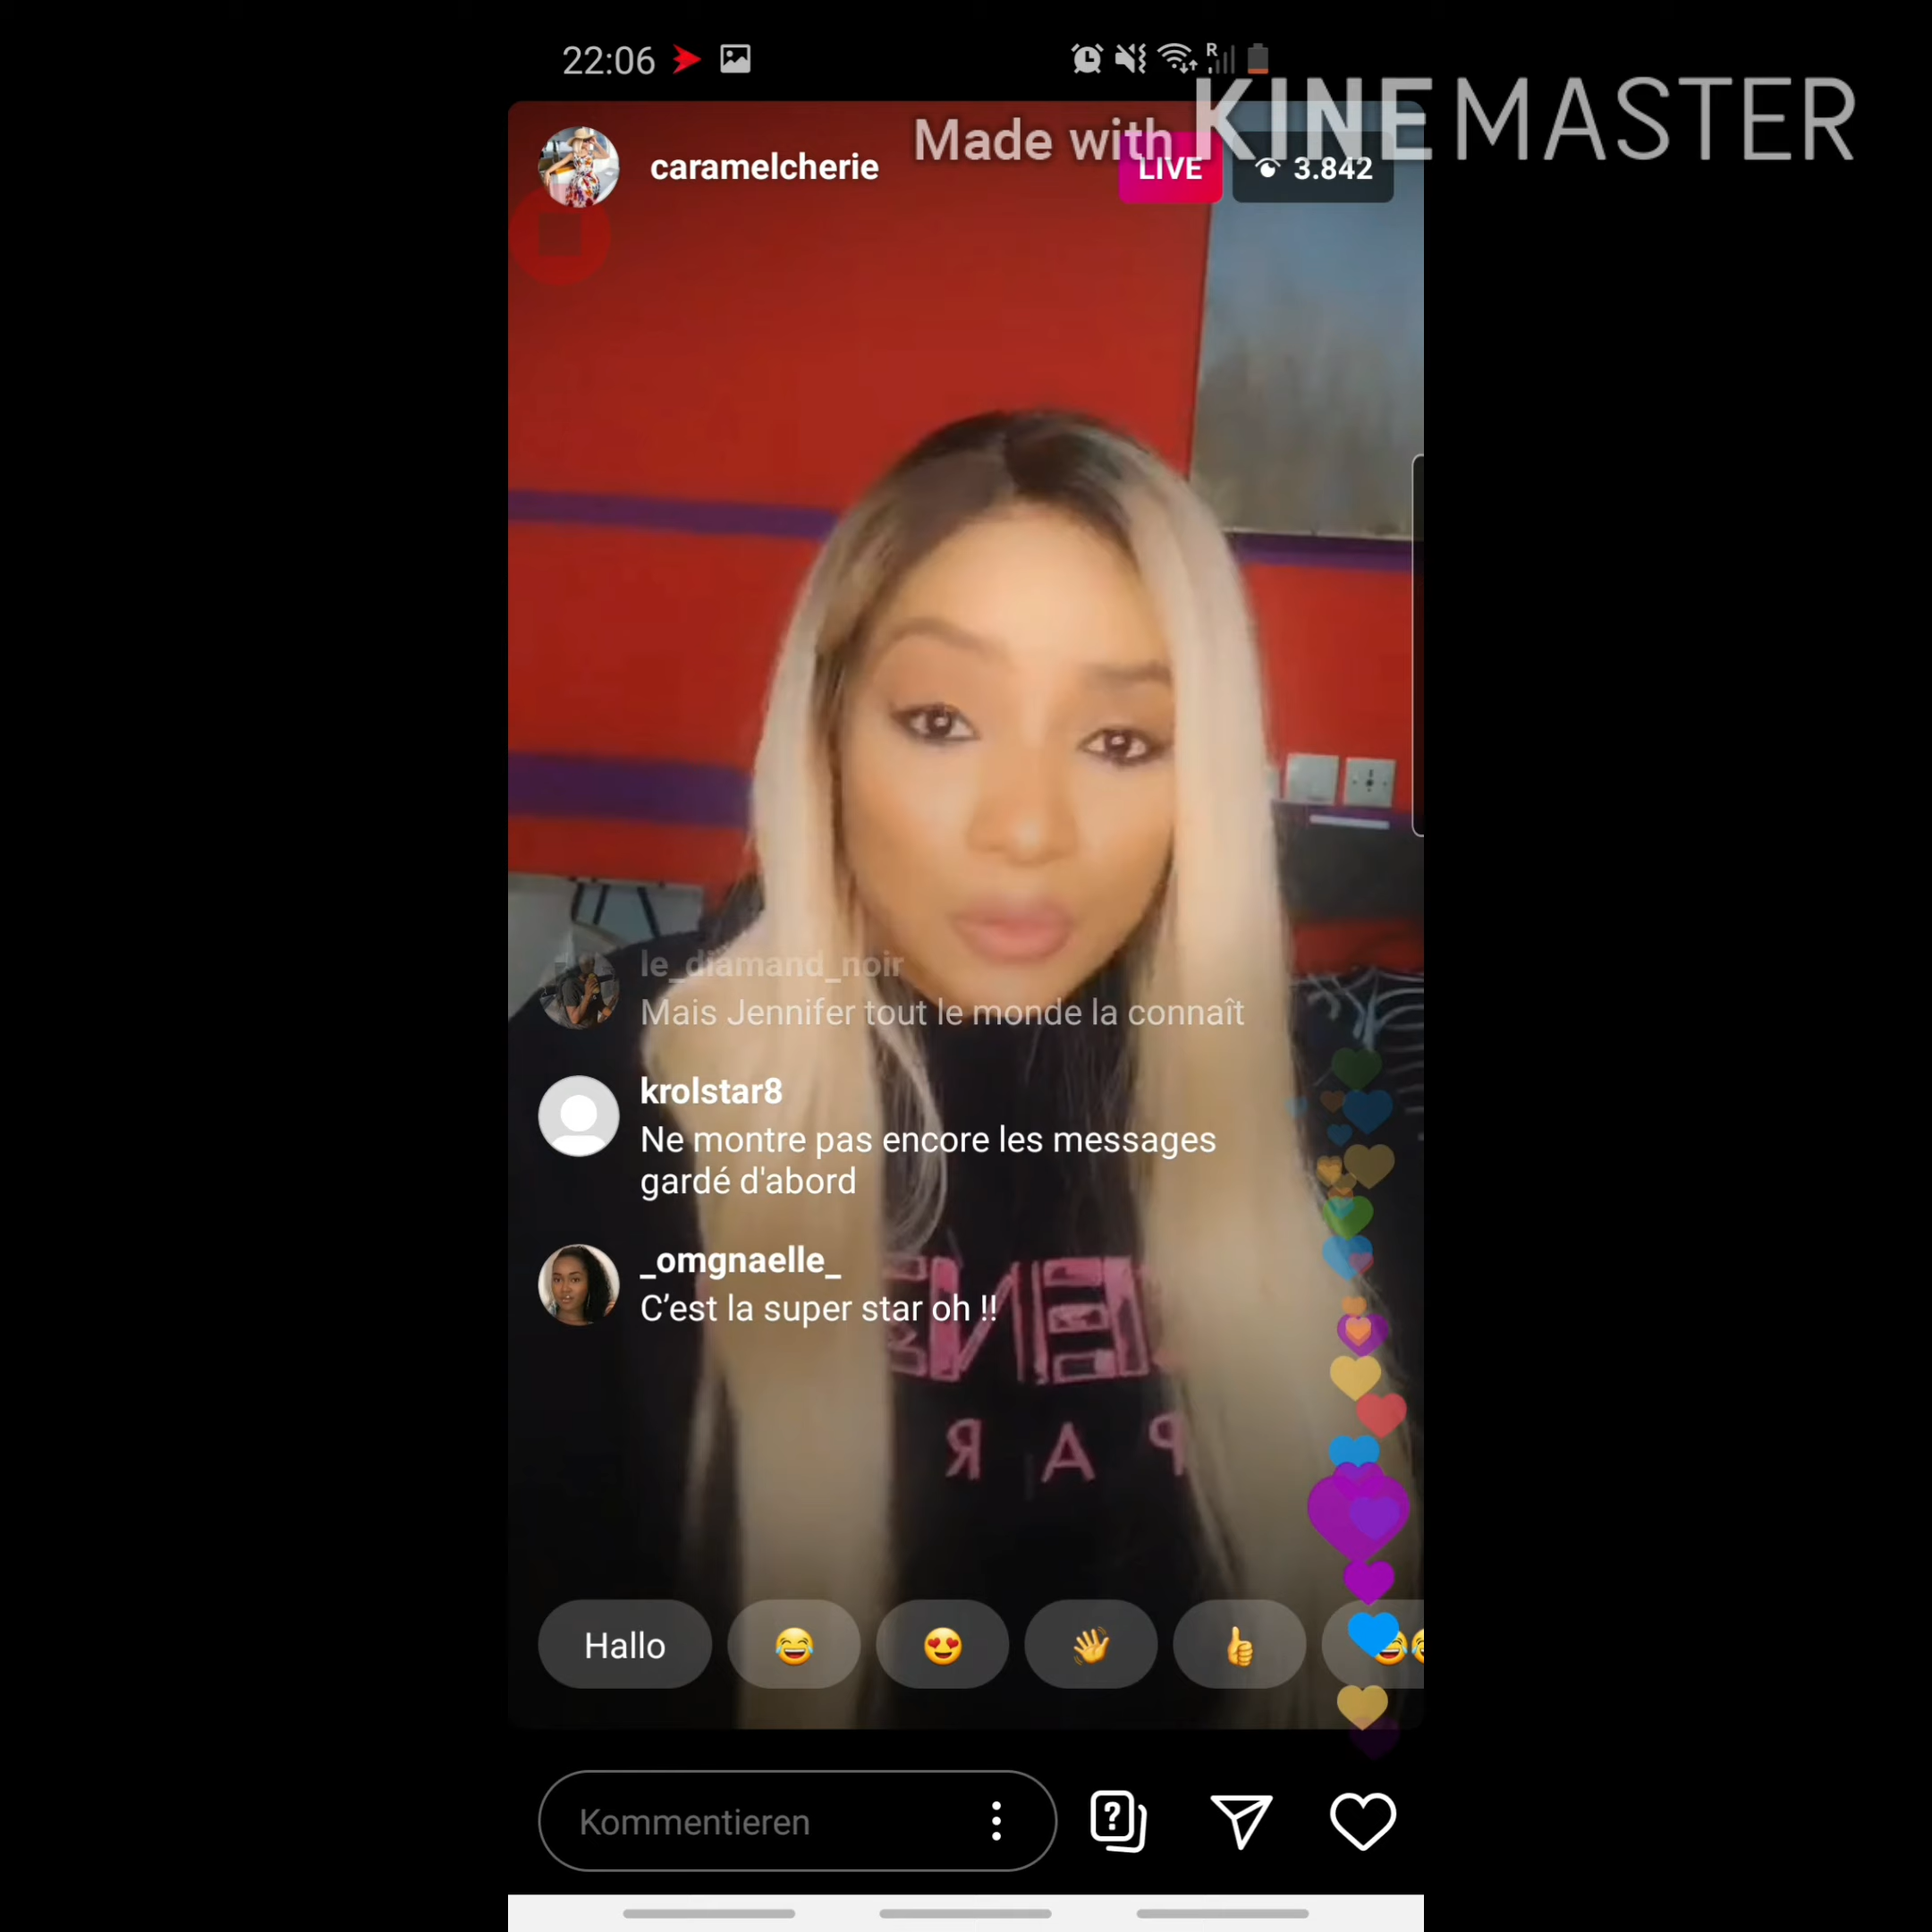 22:06
R
Made with KINEMASTER
caramelcherie
LIVE
3.842
le_diamand_noir
Mais Jennifer tout le monde la connaît
krolstar8
Ne montre pas encore les messages
gardé d'abord
_omgnaelle_
C’est la super star oh !!
P A R
Hallo
Kommentieren